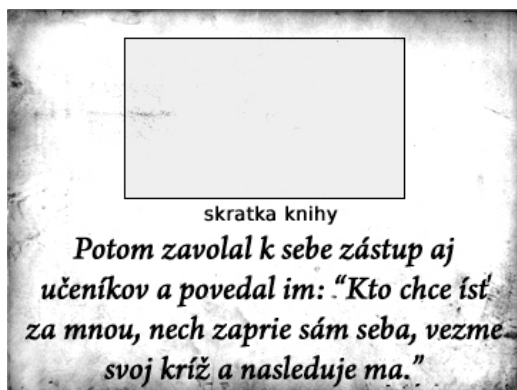 skratka knihy
Potom zavolal k sebe zástup aj
učeníkov a povedal im: “Kto chce ísť
za mnou, nech zaprie sám seba, vezme
svoj kríž a nasleduje ma.”